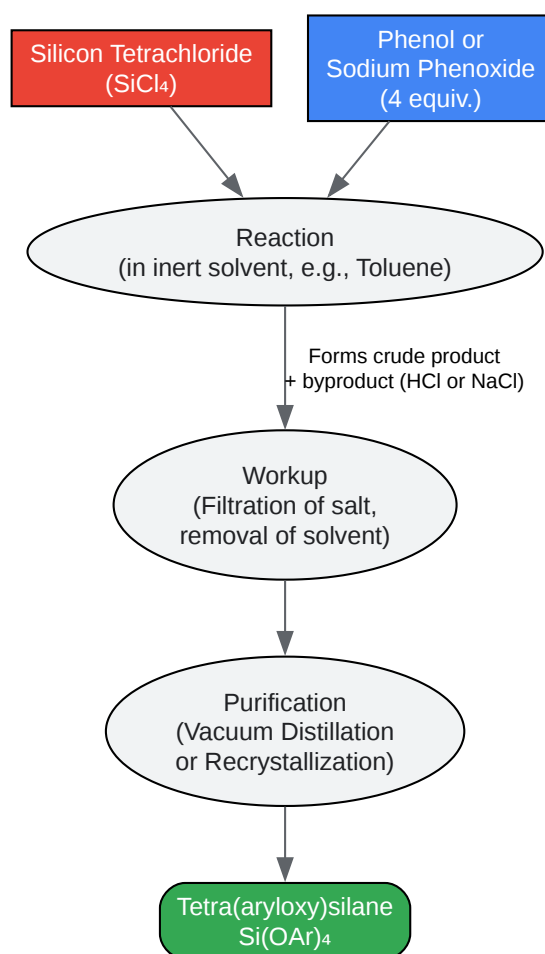 Silicon Tetrachloride
(SiCl₄)
Phenol or
Sodium Phenoxide
(4 equiv.)
Reaction
(in inert solvent, e.g., Toluene)
Forms crude product
+ byproduct (HCl or NaCl)
Workup
(Filtration of salt,
removal of solvent)
Purification
(Vacuum Distillation
or Recrystallization)
Tetra(aryloxy)silane
Si(OAr)₄